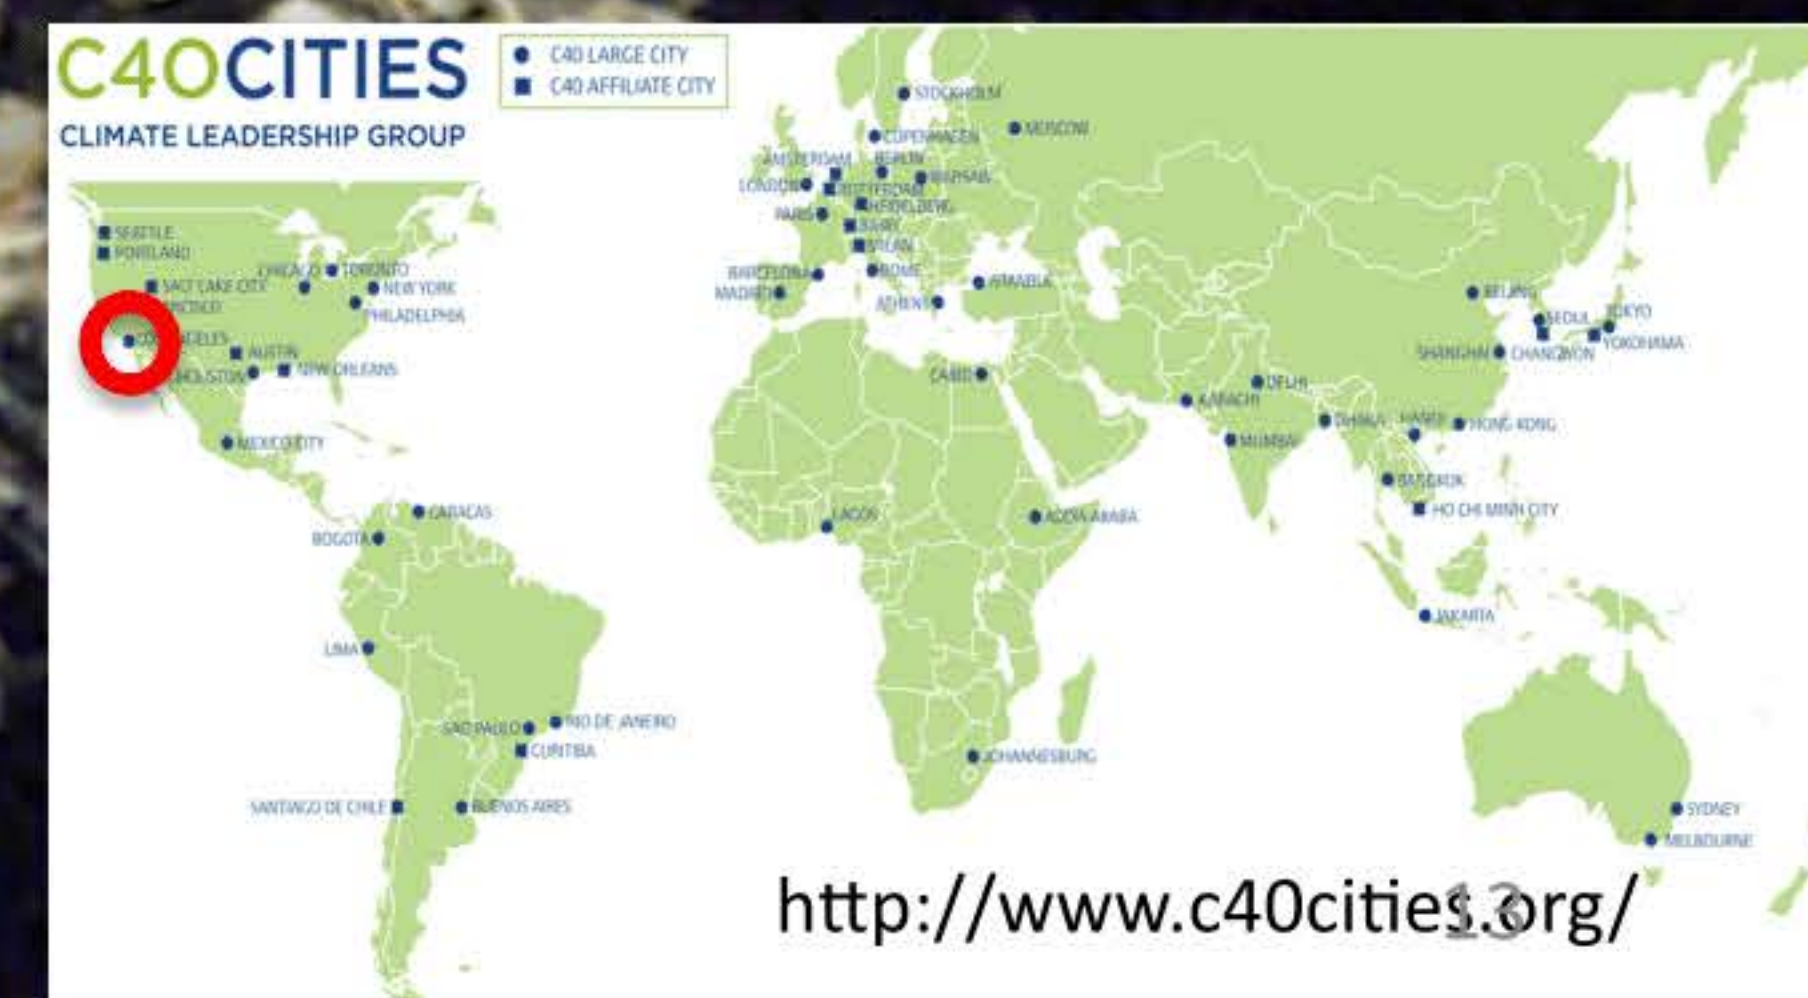 C40CITIES
CLIMATE LEADERSHIP GROUP
C40 LARGE CITY
C40 AFFILIATE CITY
STOCKHOLM
COPENHAGEN
MOSCOW
AMSTERDAM
BERLIN
WARSAW
LONDON
ROTTERDAM
HEIDELBERG
PARIS
MILAN
BARCELONA
ROME
MADRID
ATHENS
SEATTLE
PORTLAND
CHICAGO
TORONTO
SALT LAKE CITY
NEW YORK
PHILADELPHIA
AUSTIN
HOUSTON
NEW ORLEANS
MEXICO CITY
CARACAS
BOGOTA
LIMA
SAO PAULO
RIO DE JANEIRO
CURITIBA
SANTIAGO DE CHILE
BUENOS AIRES
CAIRO
LAGOS
ADDIA ABABA
JOHANNESBURG
BEIJING
SEOUL
TOKYO
SHANGHAI
CHANGWON
YOKOHAMA
DELHI
KARACHI
DHAKA
HANOI
HONG KONG
MUMBAI
BANGKOK
HO CHI MINH CITY
JAKARTA
SYDNEY
MELBOURNE
http://www.c40cities.org/
13